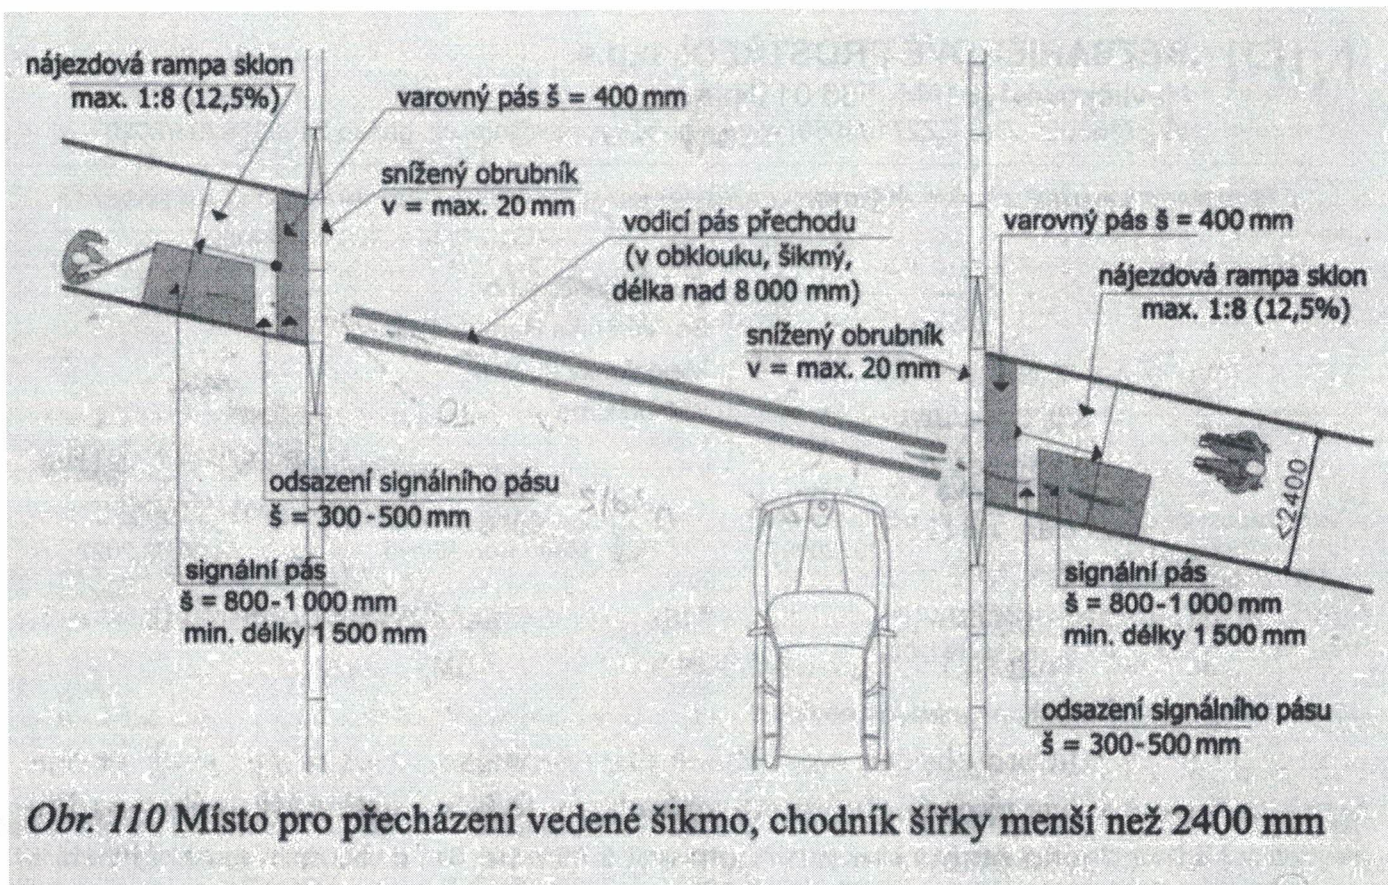 nájezdová rampa sklon
max. 1:8 (12,5%)
varovný pás š = 400 mm
snížený obrubník
v = max. 20 mm
vodicí pás přechodu
(v obklouku, šikmý,
délka nad 8 000 mm)
varovný pás š = 400 mm
nájezdová rampa sklon
max. 1:8 (12,5%)
snížený obrubník
v = max. 20 mm
odsazení signálního pásu
š = 300-500 mm
<2400
signální pás
š = 800-1 000 mm
min. délky 1 500 mm
signální pás
š = 800-1 000 mm
min. délky 1 500 mm
odsazení signálního pásu
š = 300-500 mm
Obr. 110 Místo pro přecházení vedené šikmo, chodník šířky menší než 2400 mm